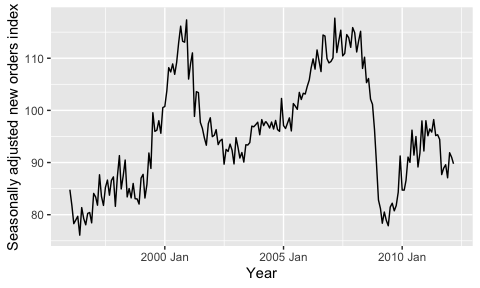 Seasonally adjusted new orders index
110
100
90
80
2000 Jan
2005 Jan
2010 Jan
Year